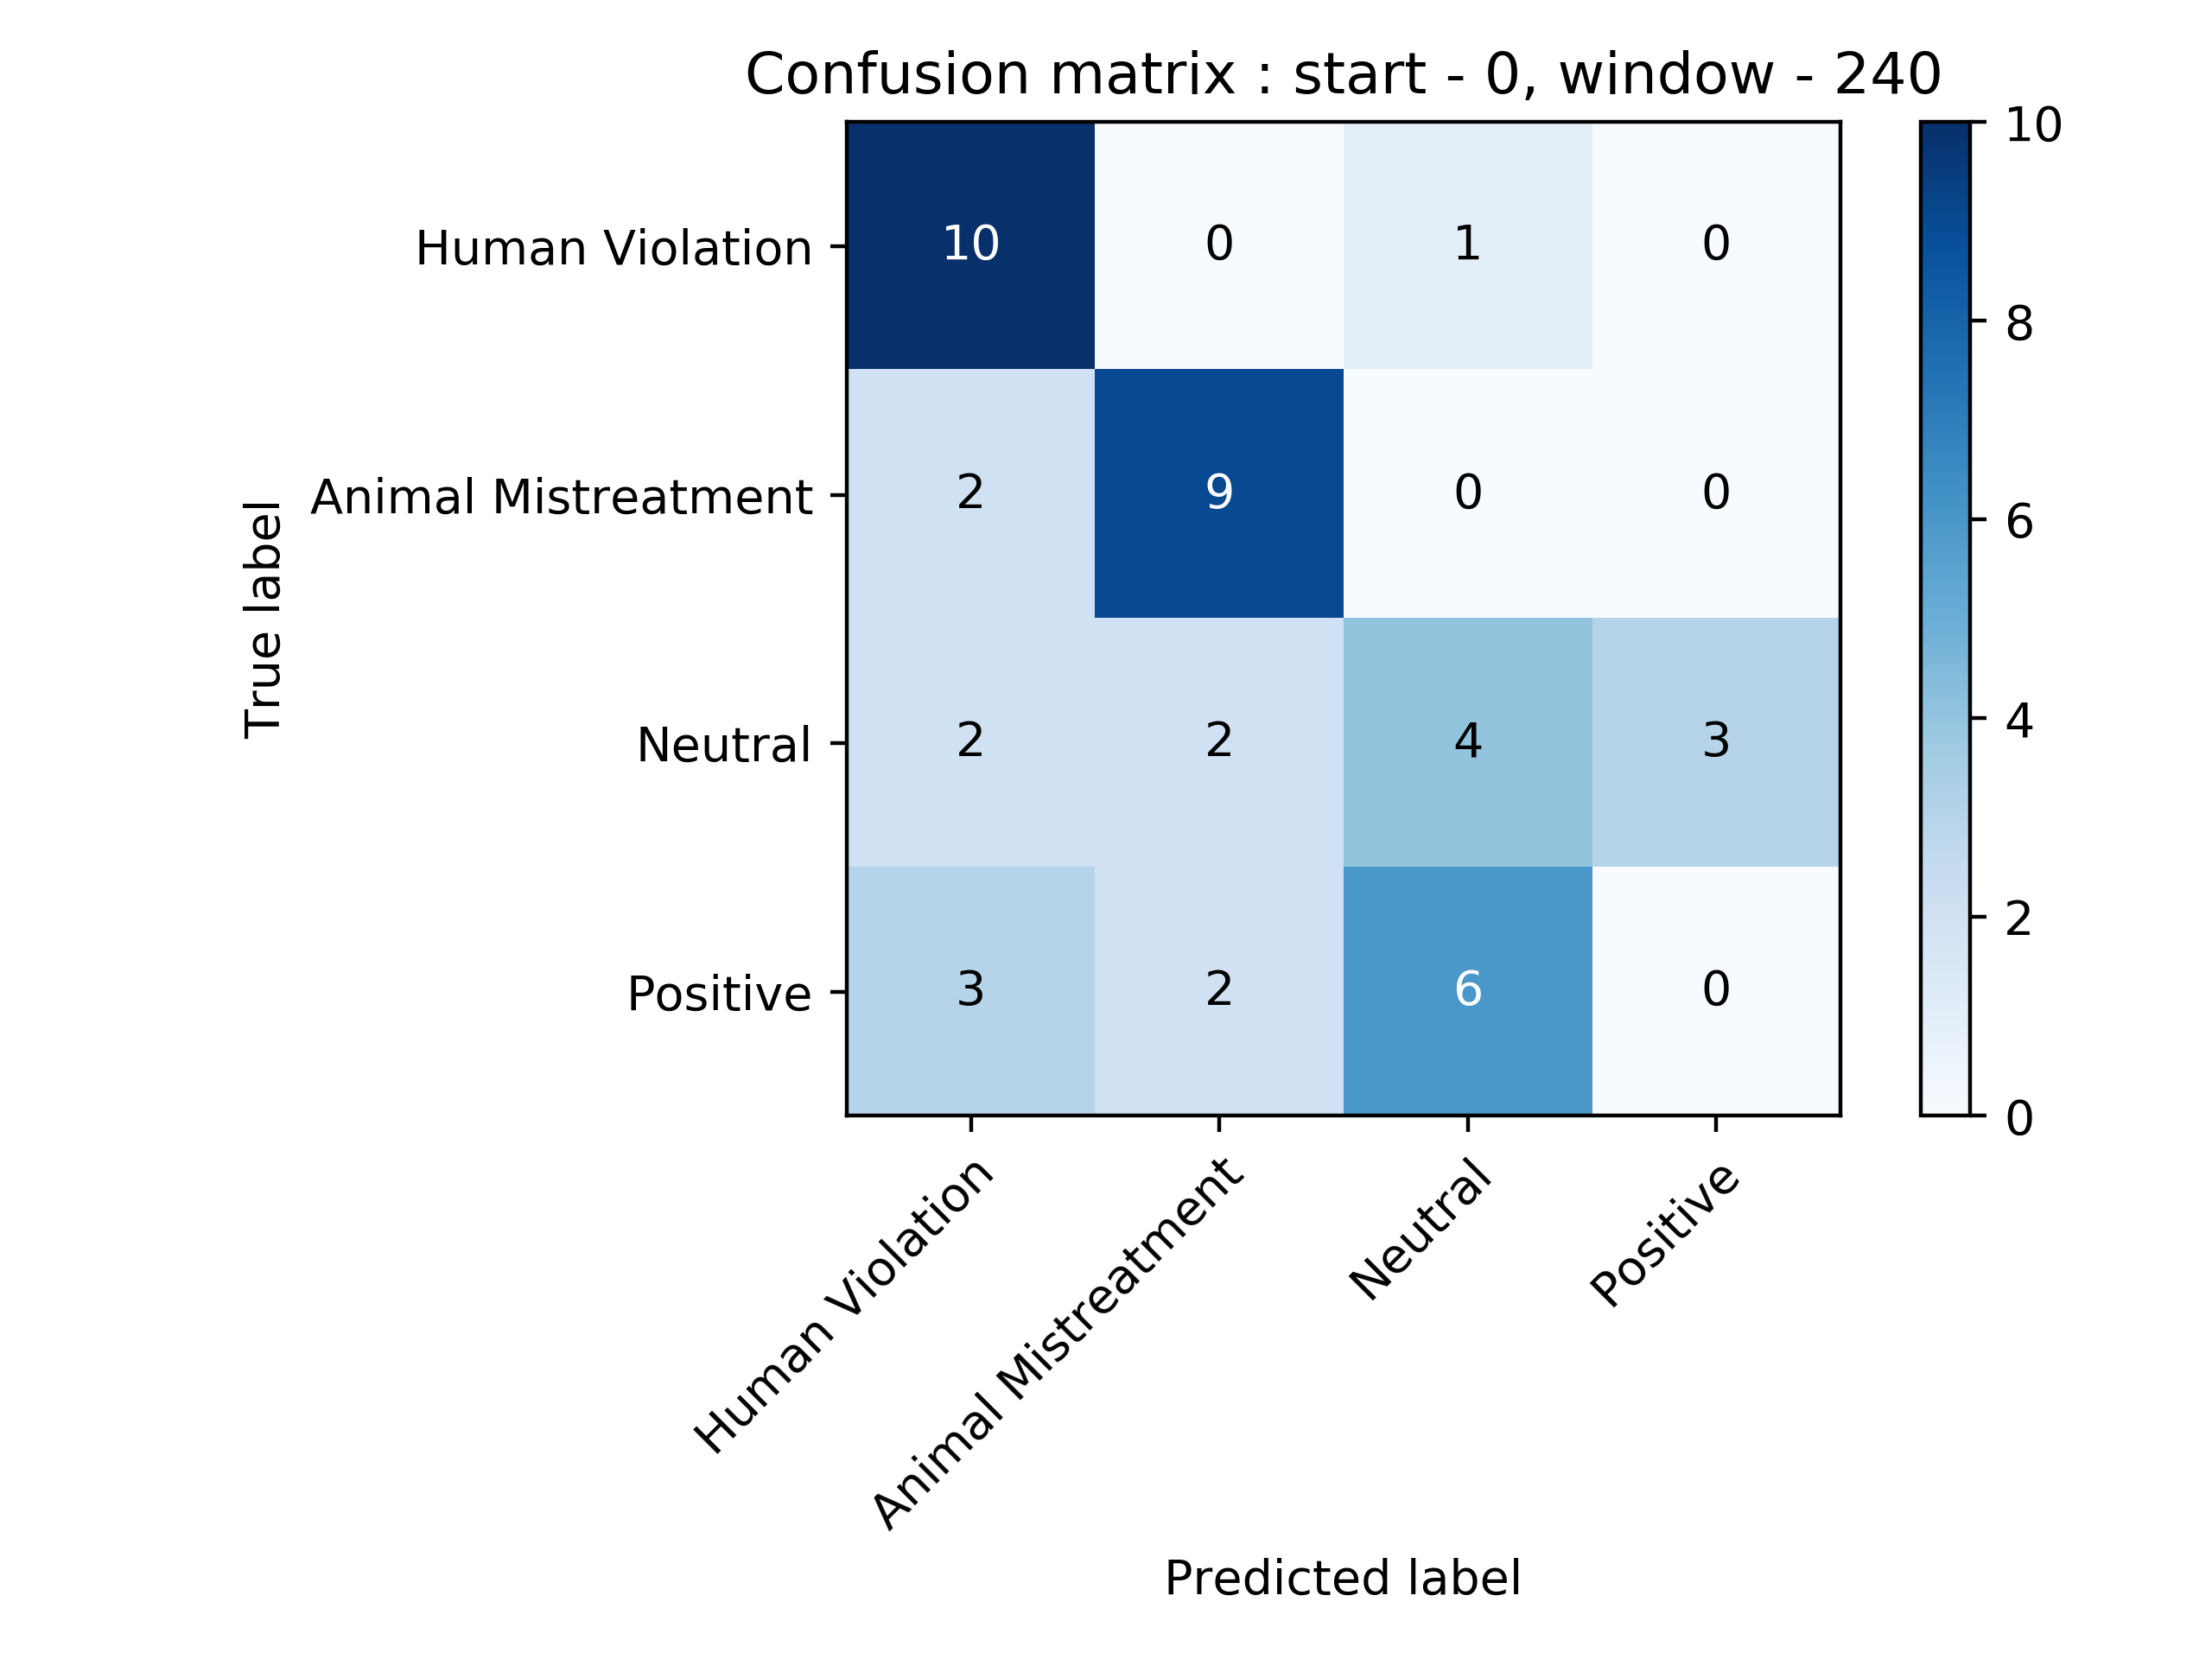 Confusion matrix : start - 0, window - 240
Human Violation 10 0 1 0
Animal Mistreatment 2 9 0 0
Neutral 2 2 4 3
Positive 3 2 6 0
True label
Human Violation
Animal Mistreatment
Neutral
Positive
Predicted label
10
8
6
4
2
0